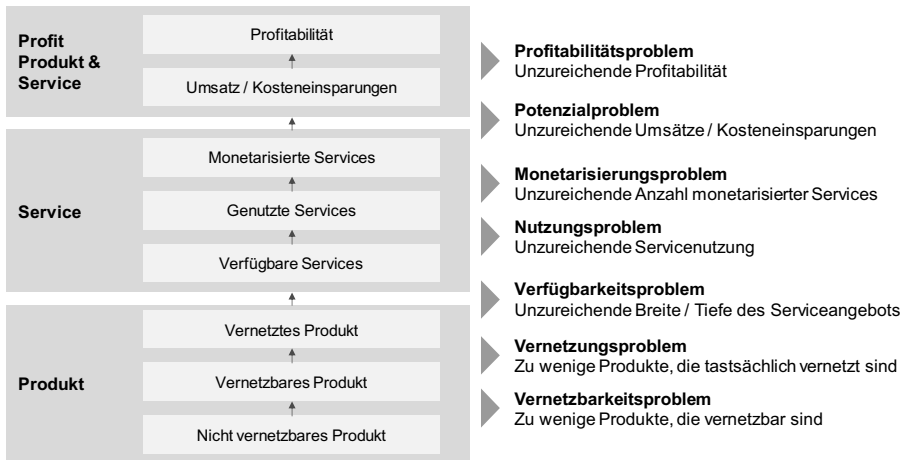 Profit
Produkt &
Service
Profitabilität
Umsatz / Kosteneinsparungen
Profitabilitätsproblem
Unzureichende Profitabilität
Potenzialproblem
Unzureichende Umsätze / Kosteneinsparungen
Service
Monetarisierte Services
Genutzte Services
Verfügbare Services
Monetarisierungsproblem
Unzureichende Anzahl monetarisierter Services
Nutzungsproblem
Unzureichende Servicenutzung
Verfügbarkeitsproblem
Unzureichende Breite / Tiefe des Serviceangebots
Produkt
Vernetztes Produkt
Vernetzbares Produkt
Nicht vernetzbares Produkt
Vernetzungsproblem
Zu wenige Produkte, die tastsächlich vernetzt sind
Vernetzbarkeitsproblem
Zu wenige Produkte, die vernetzbar sind